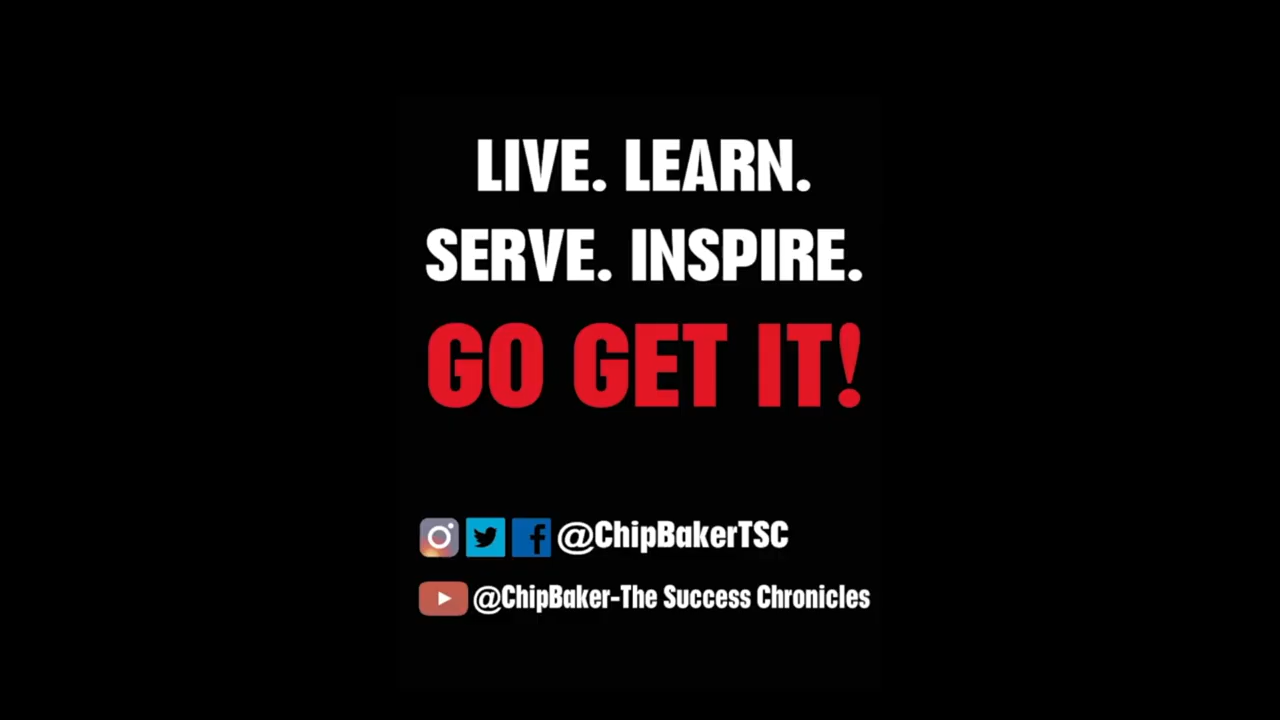 LIVE. LEARN.
SERVE. INSPIRE.
GO GET IT!
@ChipBakerTSC
@ChipBaker-The Success Chronicles